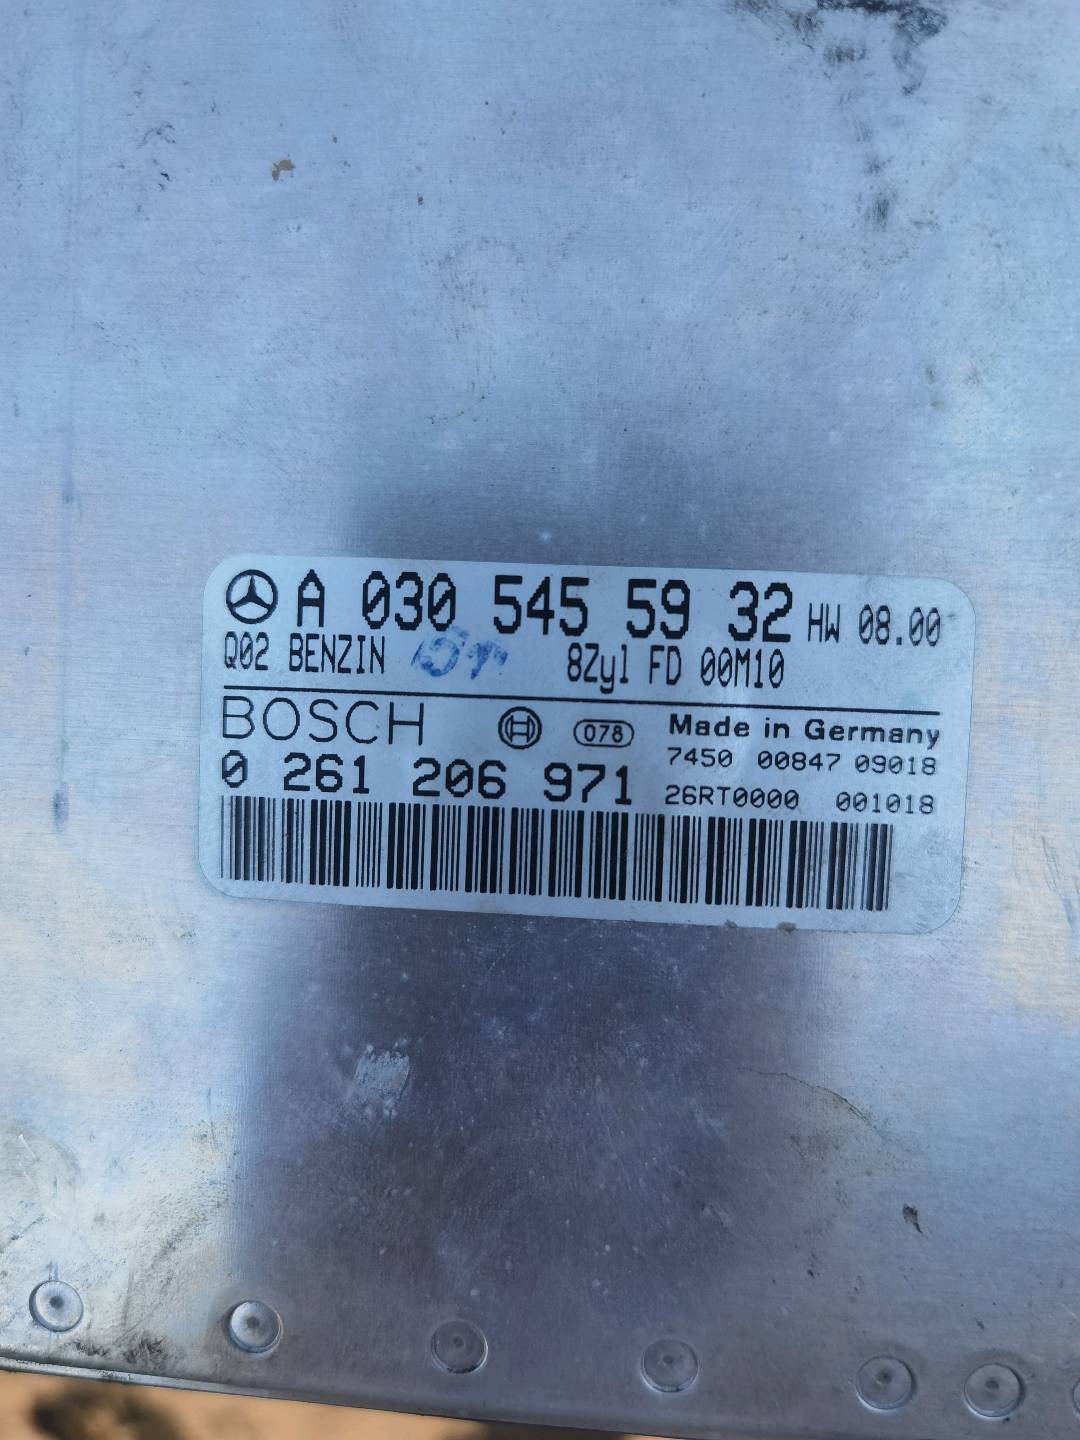 A 030 545 59 32 HW 08.00
Q02 BENZIN 8Zyl FD 00M10
BOSCH 078 Made in Germany
7450 00847 09018
0 261 206 971 26RT0000 001018